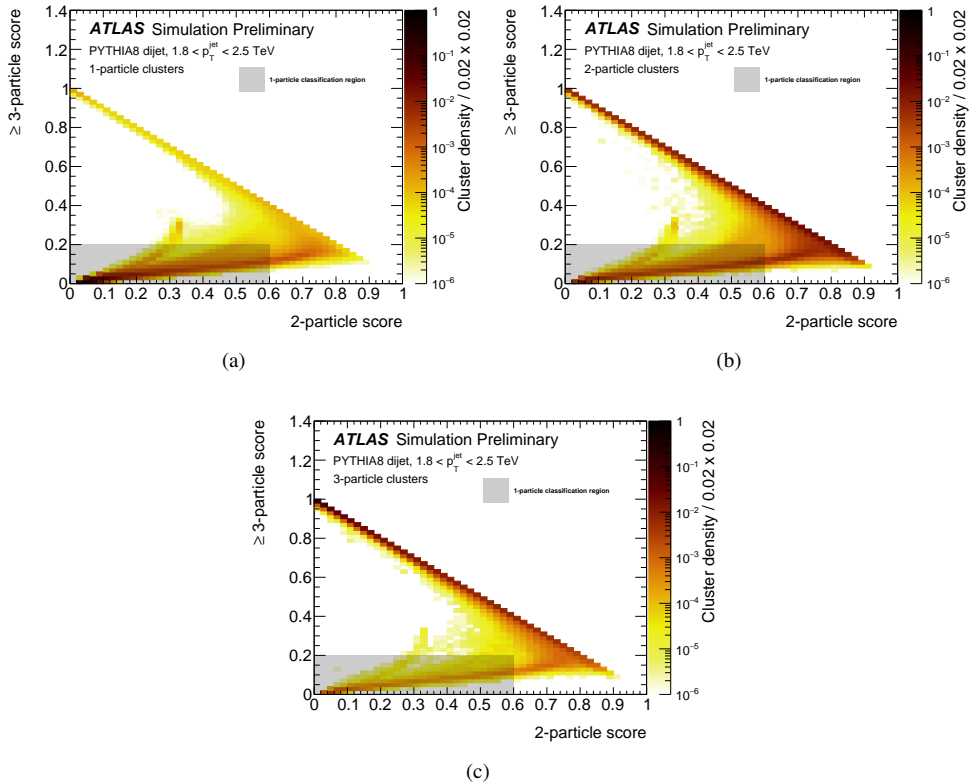 ATLAS Simulation Preliminary
PYTHIA8 dijet, 1.8 < p_T^jet < 2.5 TeV
1-particle clusters
1-particle classification region
≥ 3-particle score
1.4
1.2
1
0.8
0.6
0.4
0.2
0
0 0.1 0.2 0.3 0.4 0.5 0.6 0.7 0.8 0.9 1
2-particle score
1
10⁻¹
10⁻²
10⁻³
10⁻⁴
10⁻⁵
10⁻⁶
Cluster density / 0.02 x 0.02
(a)
ATLAS Simulation Preliminary
PYTHIA8 dijet, 1.8 < p_T^jet < 2.5 TeV
2-particle clusters
1-particle classification region
≥ 3-particle score
1.4
1.2
1
0.8
0.6
0.4
0.2
0
0.1 0.2 0.3 0.4 0.5 0.6 0.7 0.8 0.9 1
2-particle score
1
10⁻¹
10⁻²
10⁻³
10⁻⁴
10⁻⁵
10⁻⁶
Cluster density / 0.02 x 0.02
(b)
ATLAS Simulation Preliminary
PYTHIA8 dijet, 1.8 < p_T^jet < 2.5 TeV
3-particle clusters
1-particle classification region
≥ 3-particle score
1.4
1.2
1
0.8
0.6
0.4
0.2
0
0 0.1 0.2 0.3 0.4 0.5 0.6 0.7 0.8 0.9 1
2-particle score
1
10⁻¹
10⁻²
10⁻³
10⁻⁴
10⁻⁵
10⁻⁶
Cluster density / 0.02 x 0.02
(c)